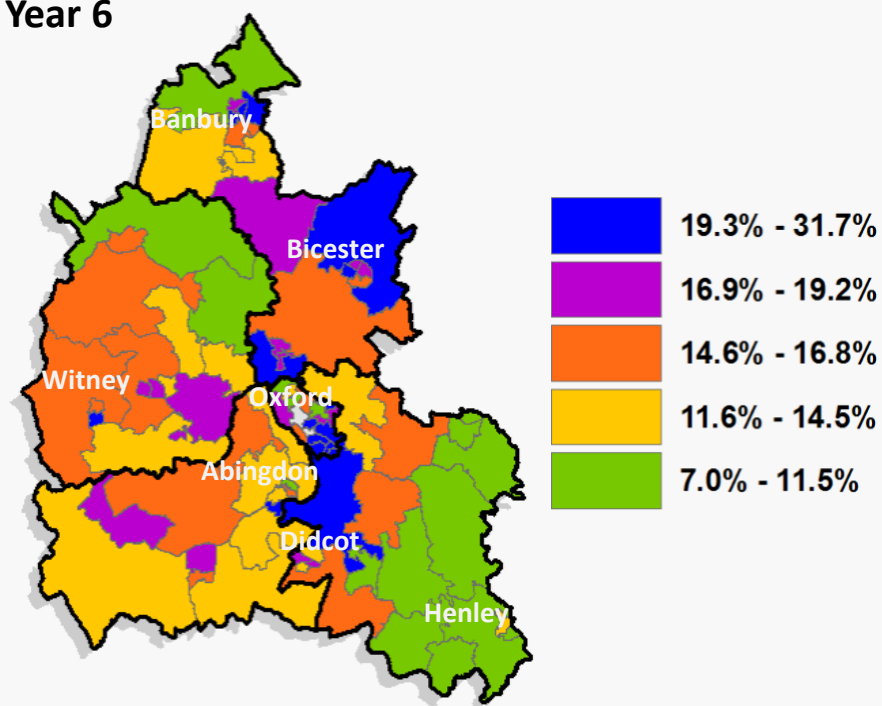 Year 6
Banbury
Bicester
Witney
Oxford
Abingdon
Didcot
Henley
19.3% - 31.7%
16.9% - 19.2%
14.6% - 16.8%
11.6% - 14.5%
7.0% - 11.5%